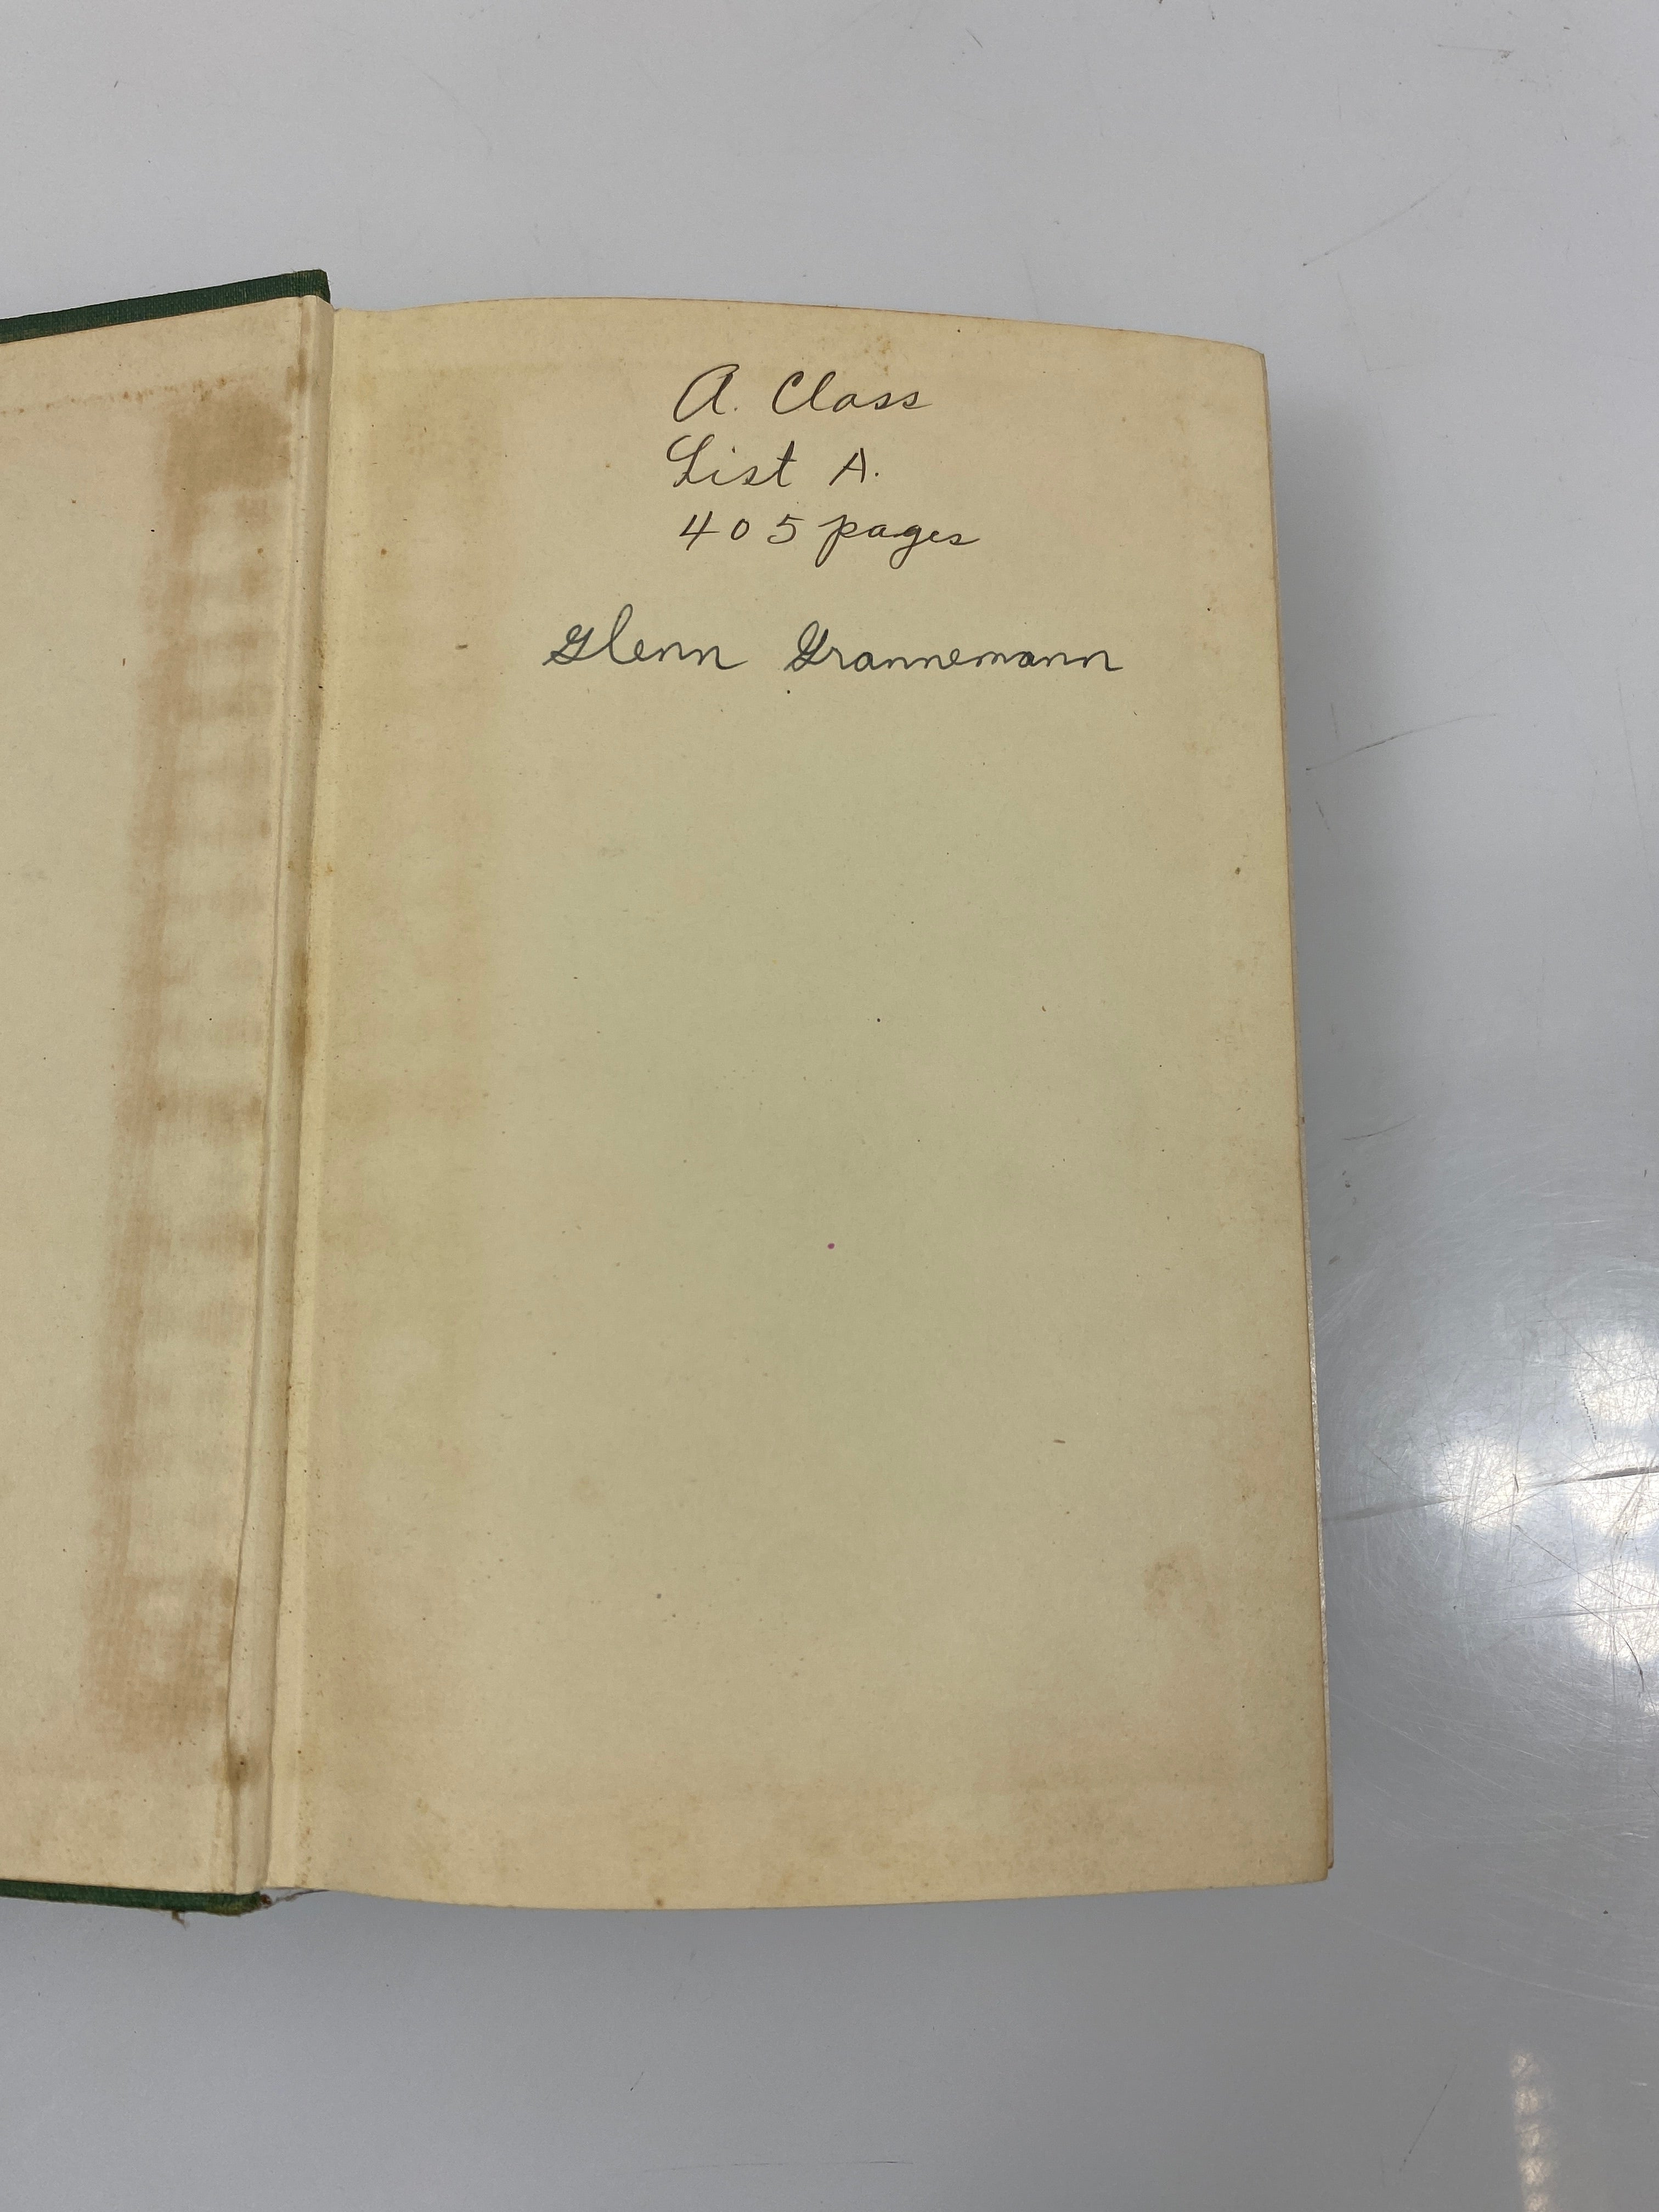 A. Class
List A.
405 pages
Glenn Grannemann